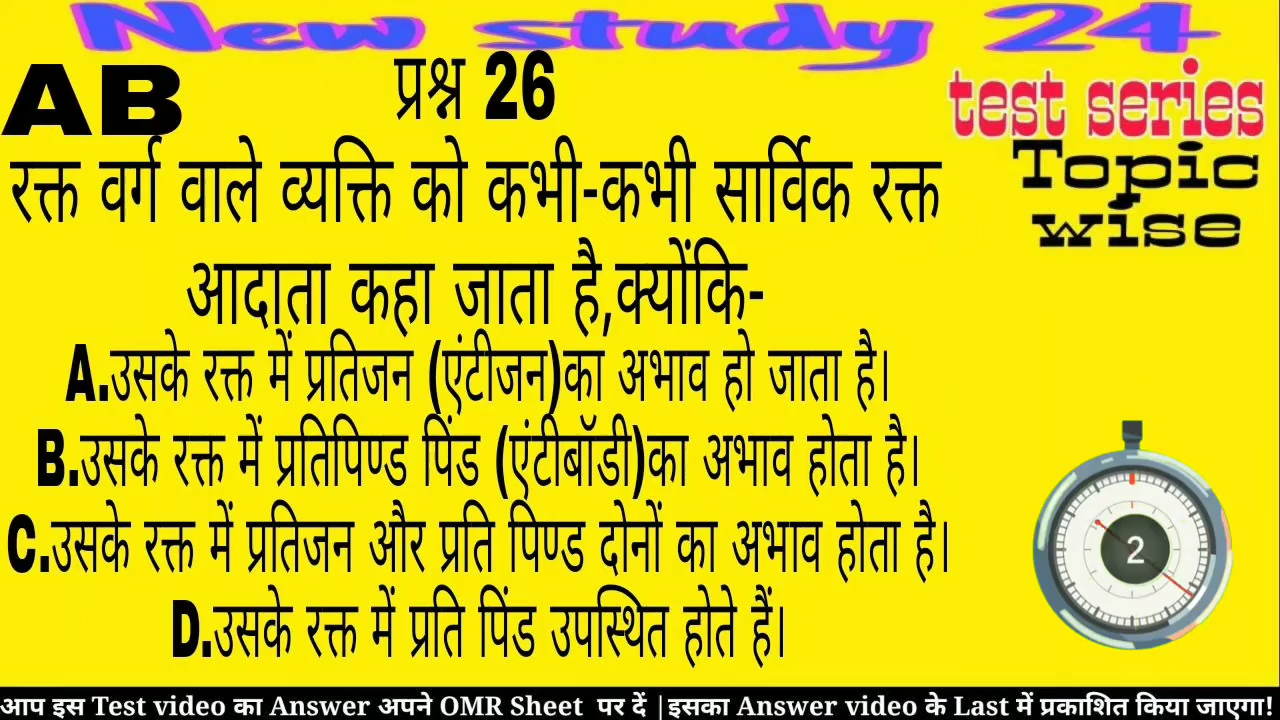 New study 24
test series
Topic
wise
प्रश्न 26
AB
रक्त वर्ग वाले व्यक्ति को कभी-कभी सार्विक रक्त
आदाता कहा जाता है,क्योंकि-
A.उसके रक्त में प्रतिजन (एंटीजन)का अभाव हो जाता है।
B.उसके रक्त में प्रतिपिण्ड पिंड (एंटीबॉडी)का अभाव होता है।
C.उसके रक्त में प्रतिजन और प्रति पिण्ड दोनों का अभाव होता है।
D.उसके रक्त में प्रति पिंड उपस्थित होते हैं।
2
आप इस Test video का Answer अपने OMR Sheet पर दें |इसका Answer video के Last में प्रकाशित किया जाएगा!